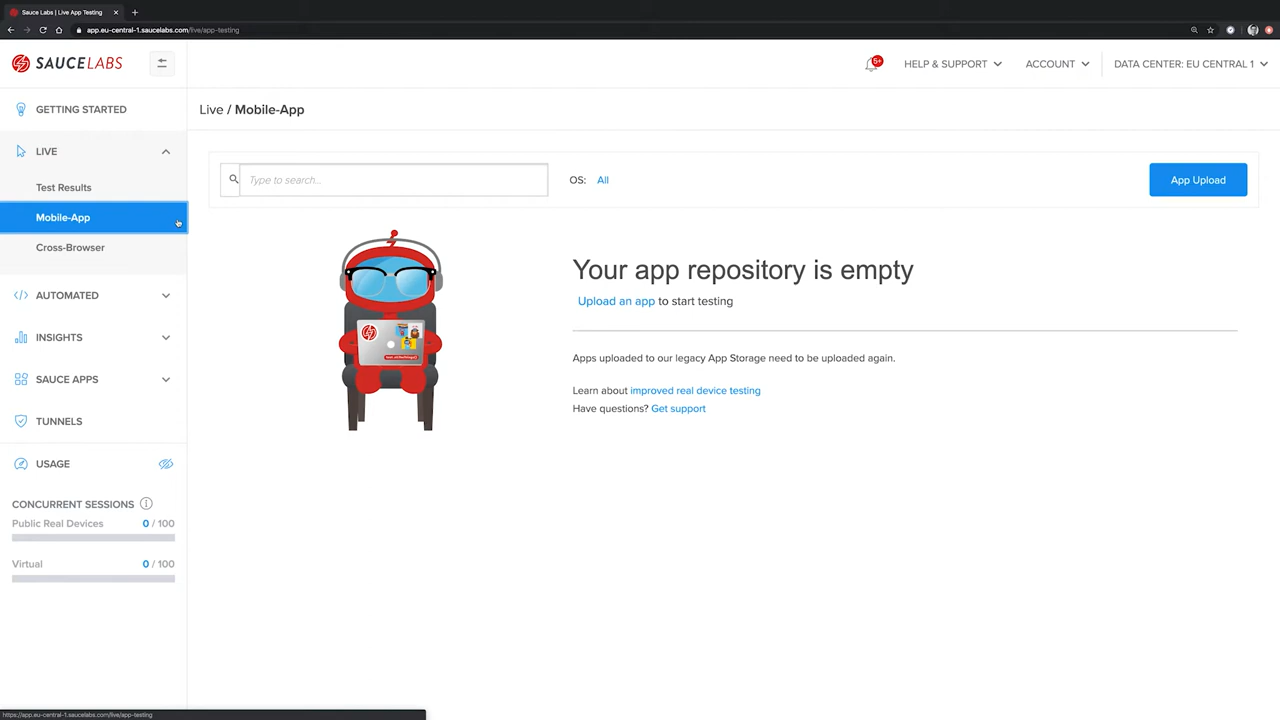 Sauce Labs | Live App Testing
app.eu-central-1.saucelabs.com/live/app-testing
SAUCELABS
5+
HELP & SUPPORT
ACCOUNT
DATA CENTER: EU CENTRAL 1
GETTING STARTED
LIVE
Test Results
Mobile-App
Cross-Browser
AUTOMATED
INSIGHTS
SAUCE APPS
TUNNELS
USAGE
CONCURRENT SESSIONS
Public Real Devices 0 / 100
Virtual 0 / 100
Live / Mobile-App
Type to search...
OS: All
App Upload
Your app repository is empty
Upload an app to start testing
Apps uploaded to our legacy App Storage need to be uploaded again.
Learn about improved real device testing
Have questions? Get support
https://app.eu-central-1.saucelabs.com/live/app-testing